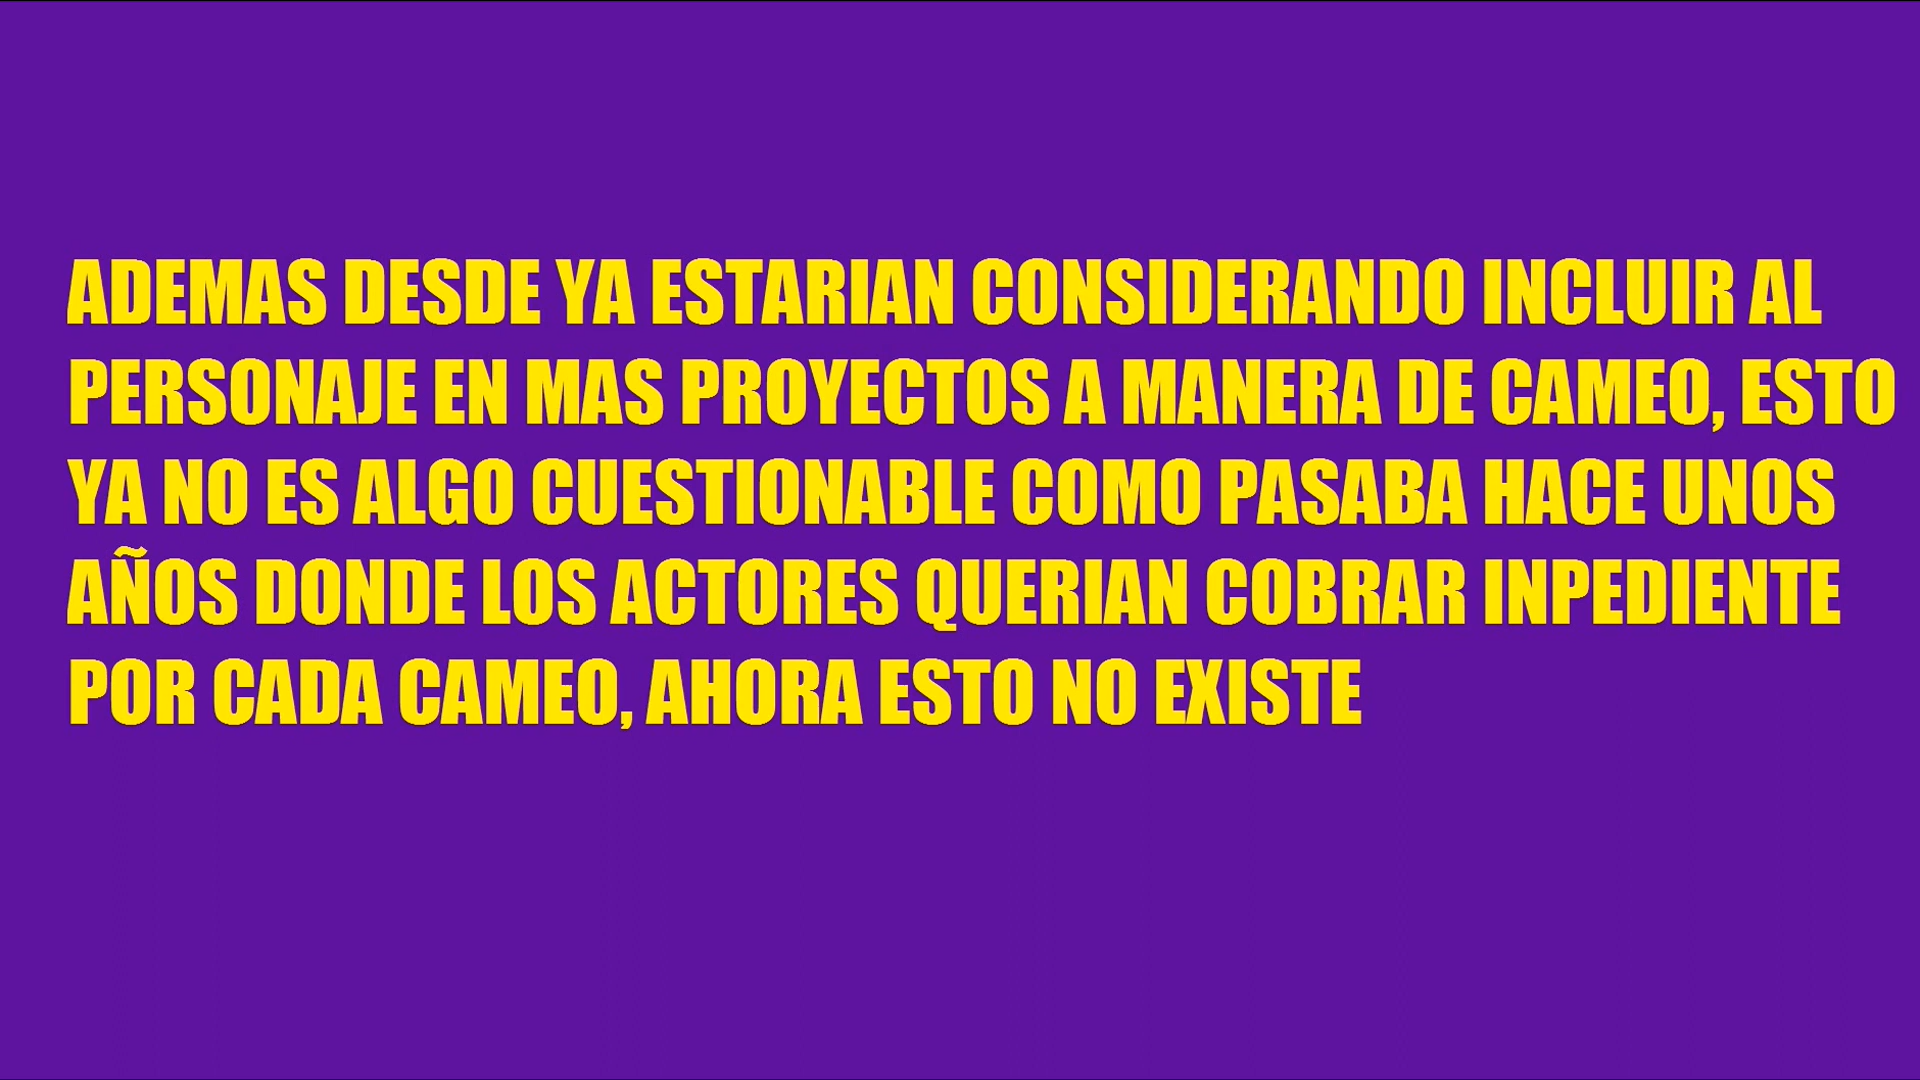 ADEMAS DESDE YA ESTARIAN CONSIDERANDO INCLUIR AL
PERSONAJE EN MAS PROYECTOS A MANERA DE CAMEO, ESTO
YA NO ES ALGO CUESTIONABLE COMO PASABA HACE UNOS
AÑOS DONDE LOS ACTORES QUERIAN COBRAR INPEDIENTE
POR CADA CAMEO, AHORA ESTO NO EXISTE